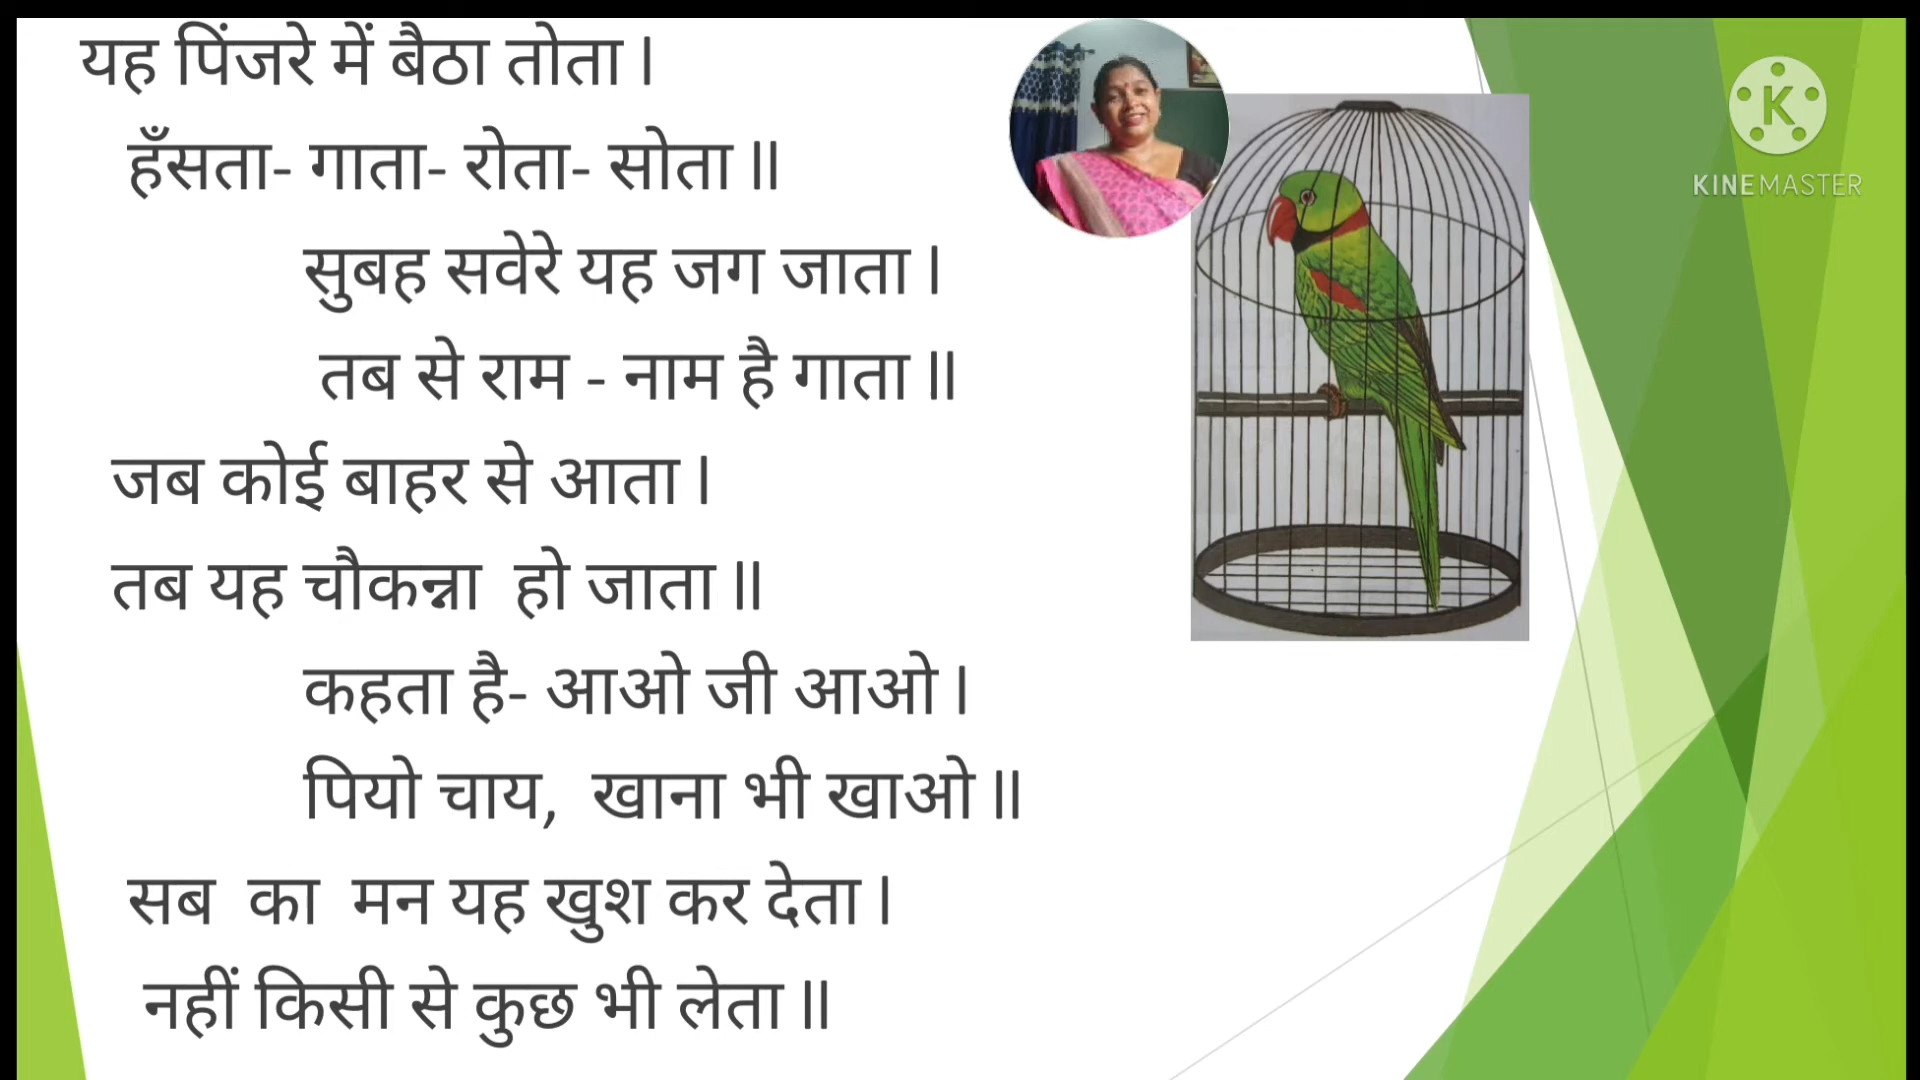 यह पिंजरे में बैठा तोता।
हँसता- गाता- रोता- सोता॥
सुबह सवेरे यह जग जाता।
तब से राम - नाम है गाता॥
जब कोई बाहर से आता।
तब यह चौकन्ना हो जाता॥
कहता है- आओ जी आओ।
पियो चाय, खाना भी खाओ॥
सब का मन यह खुश कर देता।
नहीं किसी से कुछ भी लेता॥
K
KINEMASTER